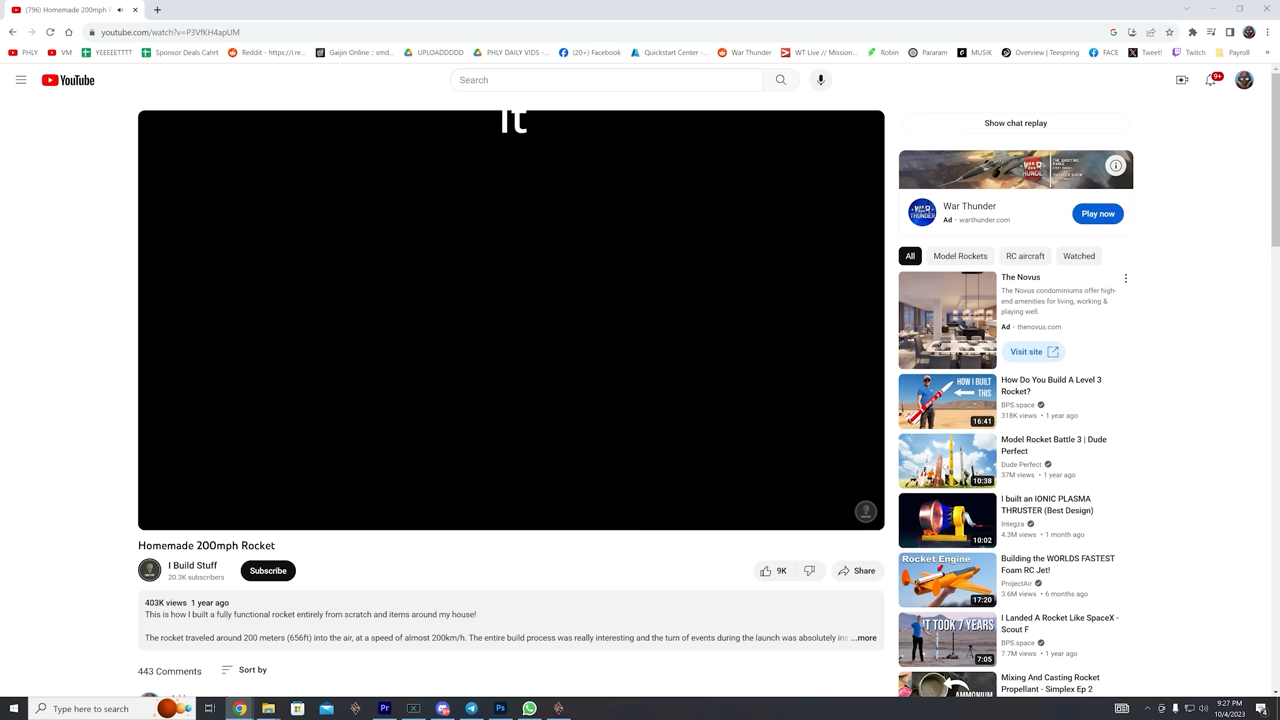 (796) Homemade 200mph Rocket
youtube.com/watch?v=P3VfKH4apUM
PHLY
VM
YEEEETTTT
Sponsor Deals Cahrt
Reddit - https://i.re...
Gaijin Online :: smd...
UPLOADDDDD
PHLY DAILY VIDS -...
(20+) Facebook
Quickstart Center -...
War Thunder
WT Live // Mission...
Robin
Pararam
MUSIK
Overview | Teespring
FACE
Tweet!
Twitch
Payroll
YouTube
Search
9+
It
Show chat replay
War Thunder
Ad · warthunder.com
Play now
All
Model Rockets
RC aircraft
Watched
The Novus
The Novus condominiums offer high-
end amenities for living, working &
playing well.
Ad · thenovus.com
Visit site
HOW I BUILT
THIS
16:41
How Do You Build A Level 3
Rocket?
BPS.space
318K views · 1 year ago
10:38
Model Rocket Battle 3 | Dude
Perfect
Dude Perfect
37M views · 1 year ago
10:02
I built an IONIC PLASMA
THRUSTER (Best Design)
Integza
4.3M views · 1 month ago
Rocket Engine
17:20
Building the WORLDS FASTEST
Foam RC Jet!
ProjectAir
3.6M views · 6 months ago
IT TOOK 7 YEARS
7:05
I Landed A Rocket Like SpaceX -
Scout F
BPS.space
7.7M views · 1 year ago
AMMONIUM
Mixing And Casting Rocket
Propellant - Simplex Ep 2
Homemade 200mph Rocket
I Build Stuff
20.3K subscribers
Subscribe
9K
Share
403K views 1 year ago
This is how I built a fully functional rocket entirely from scratch and items around my house!
The rocket traveled around 200 meters (656ft) in the air, at a speed of almost 200km/h. The entire build process was really interesting and the turn of events during the launch was absolutely ins ...more
443 Comments
Sort by
Type here to search
9:27 PM
10/4/2023
4